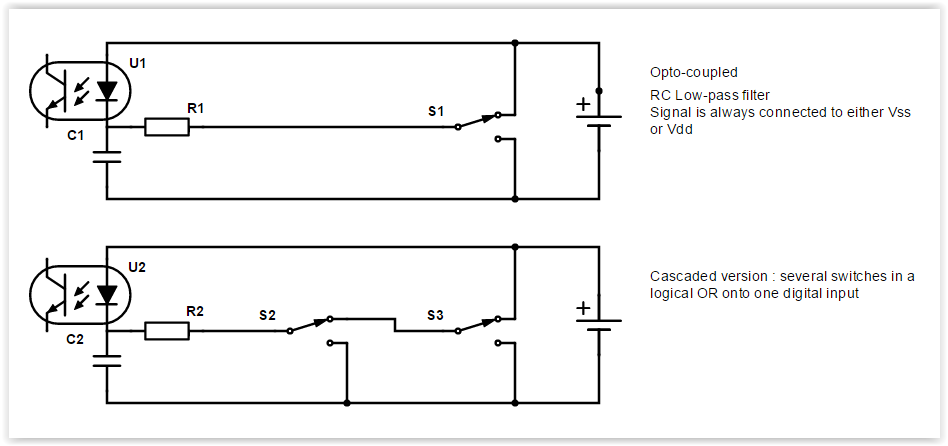 U1
R1
C1
S1
+
Opto-coupled
RC Low-pass filter
Signal is always connected to either Vss
or Vdd
U2
R2
C2
S2
S3
+
Cascaded version : several switches in a
logical OR onto one digital input